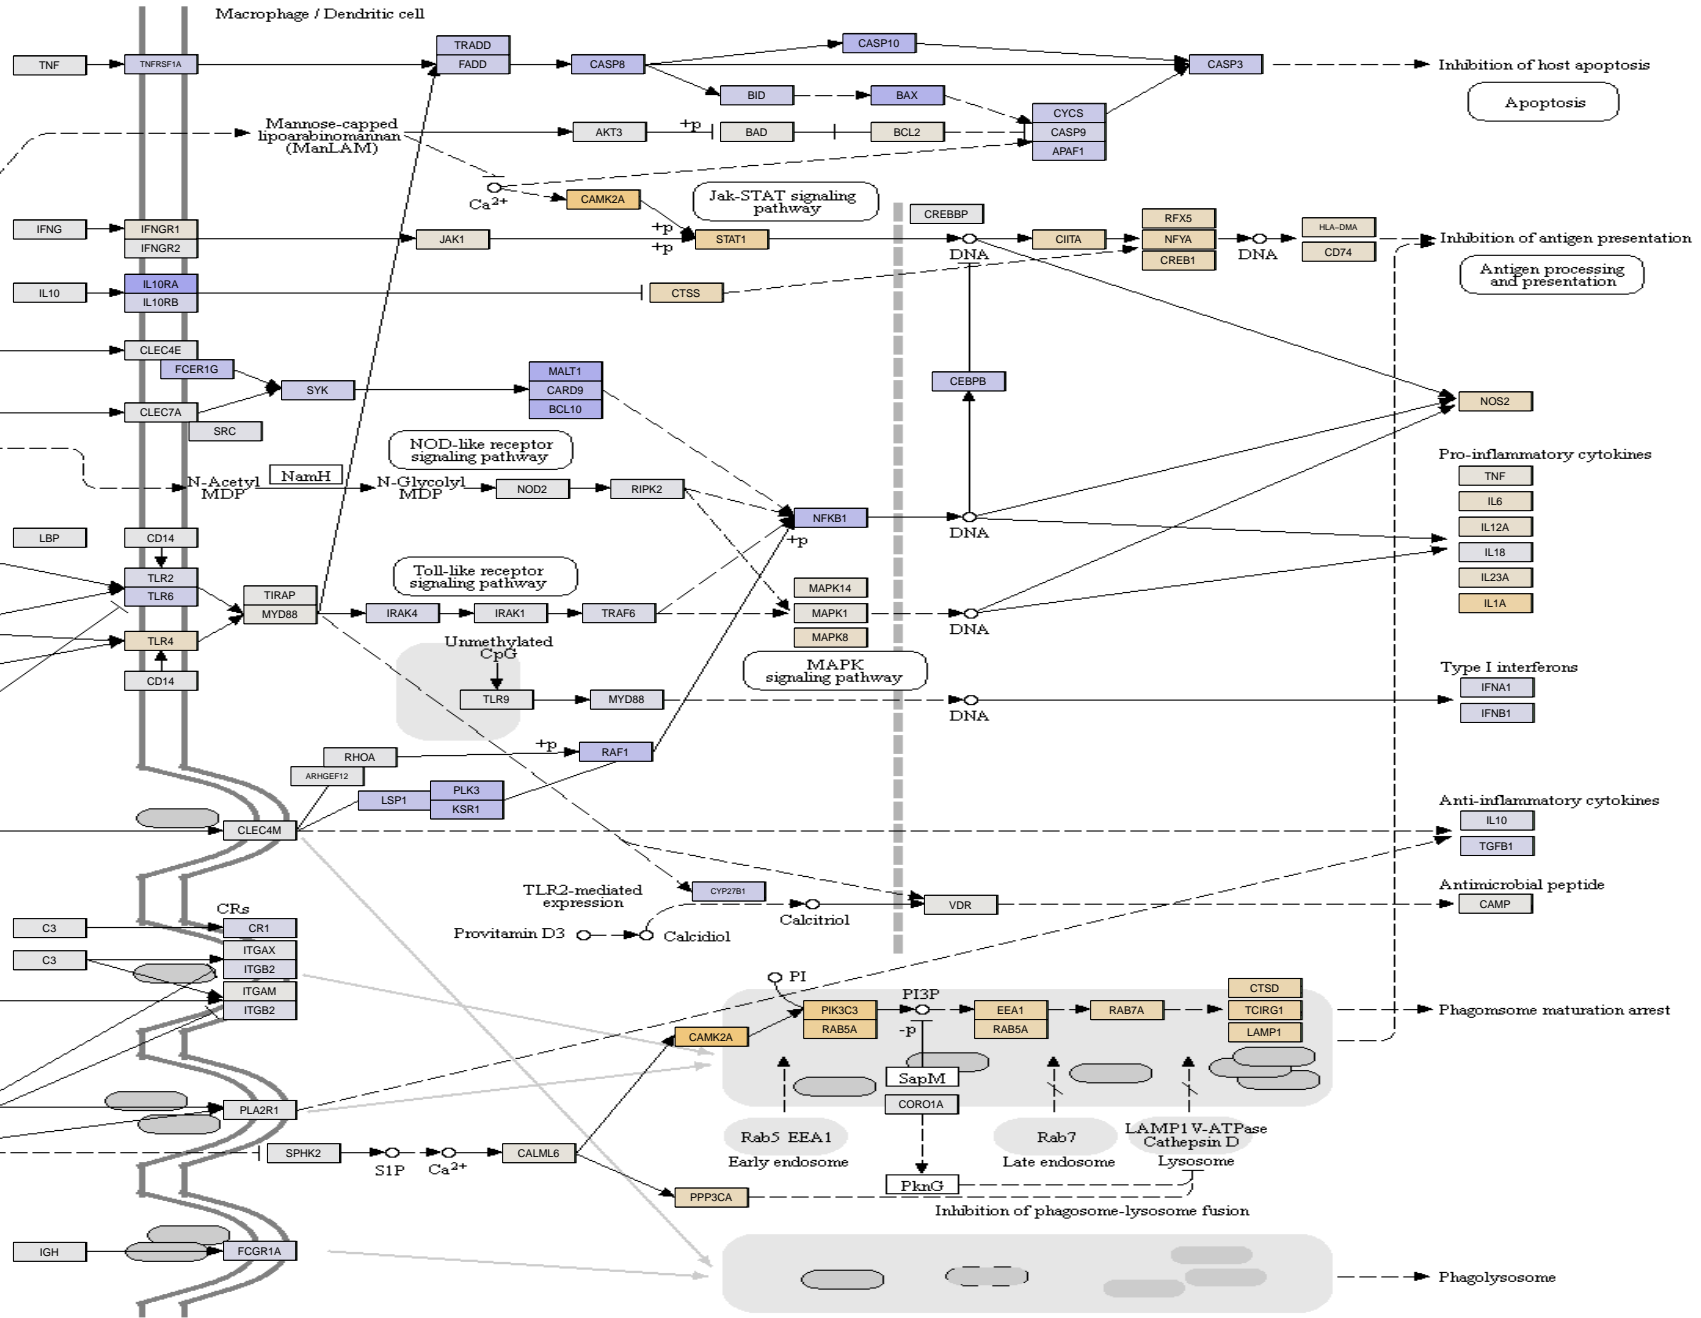 Macrophage / Dendritic cell
TNF
TNFRSF1A
TRADD
FADD
CASP8
CASP10
CASP3
Inhibition of host apoptosis
BID
BAX
Apoptosis
CYCS
CASP9
APAF1
Mannose-capped
lipoarabinomannan
(ManLAM)
AKT3
+p
BAD
BCL2
Ca2+
CAMK2A
Jak-STAT signaling
pathway
CREBBP
IFNG
IFNGR1
IFNGR2
JAK1
+p
+p
STAT1
DNA
CIITA
RFX5
NFYA
CREB1
DNA
HLA-DMA
CD74
Inhibition of antigen presentation
Antigen processing
and presentation
IL10
IL10RA
IL10RB
CTSS
CLEC4E
FCER1G
SYK
MALT1
CARD9
BCL10
CEBPB
NOS2
CLEC7A
SRC
NOD-like receptor
signaling pathway
Pro-inflammatory cytokines
TNF
IL6
IL12A
IL18
IL23A
IL1A
N-Acetyl
MDP
NamH
N-Glycolyl
MDP
NOD2
RIPK2
NFKB1
+p
DNA
LBP
CD14
TLR2
TLR6
TLR4
CD14
TIRAP
MYD88
Toll-like receptor
signaling pathway
IRAK4
IRAK1
TRAF6
MAPK14
MAPK1
MAPK8
DNA
MAPK
signaling pathway
Unmethylated
CpG
TLR9
MYD88
DNA
Type I interferons
IFNA1
IFNB1
RHOA
ARHGEF12
+p
RAF1
LSP1
PLK3
KSR1
CLEC4M
Anti-inflammatory cytokines
IL10
TGFB1
TLR2-mediated
expression
CYP27B1
Provitamin D3
Calcidiol
Calcitriol
VDR
Antimicrobial peptide
CAMP
CRs
C3
CR1
C3
ITGAX
ITGB2
ITGAM
ITGB2
PI
PIK3C3
RAB5A
PI3P
-p
EEA1
RAB5A
RAB7A
CTSD
TCIRG1
LAMP1
Phagomsome maturation arrest
CAMK2A
SapM
CORO1A
PLA2R1
Rab5 EEA1
Early endosome
Rab7
Late endosome
LAMP1 V-ATPase
Cathepsin D
Lysosome
SPHK2
S1P
Ca2+
CALML6
PPP3CA
PknG
Inhibition of phagosome-lysosome fusion
IGH
FCGR1A
Phagolysosome